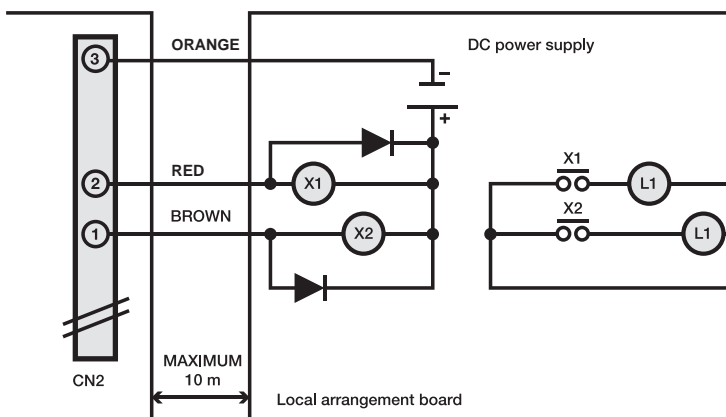 ORANGE
DC power supply
3
−
+
X1
RED
2
X1
L1
BROWN
X2
1
X2
L1
MAXIMUM
10 m
CN2
Local arrangement board